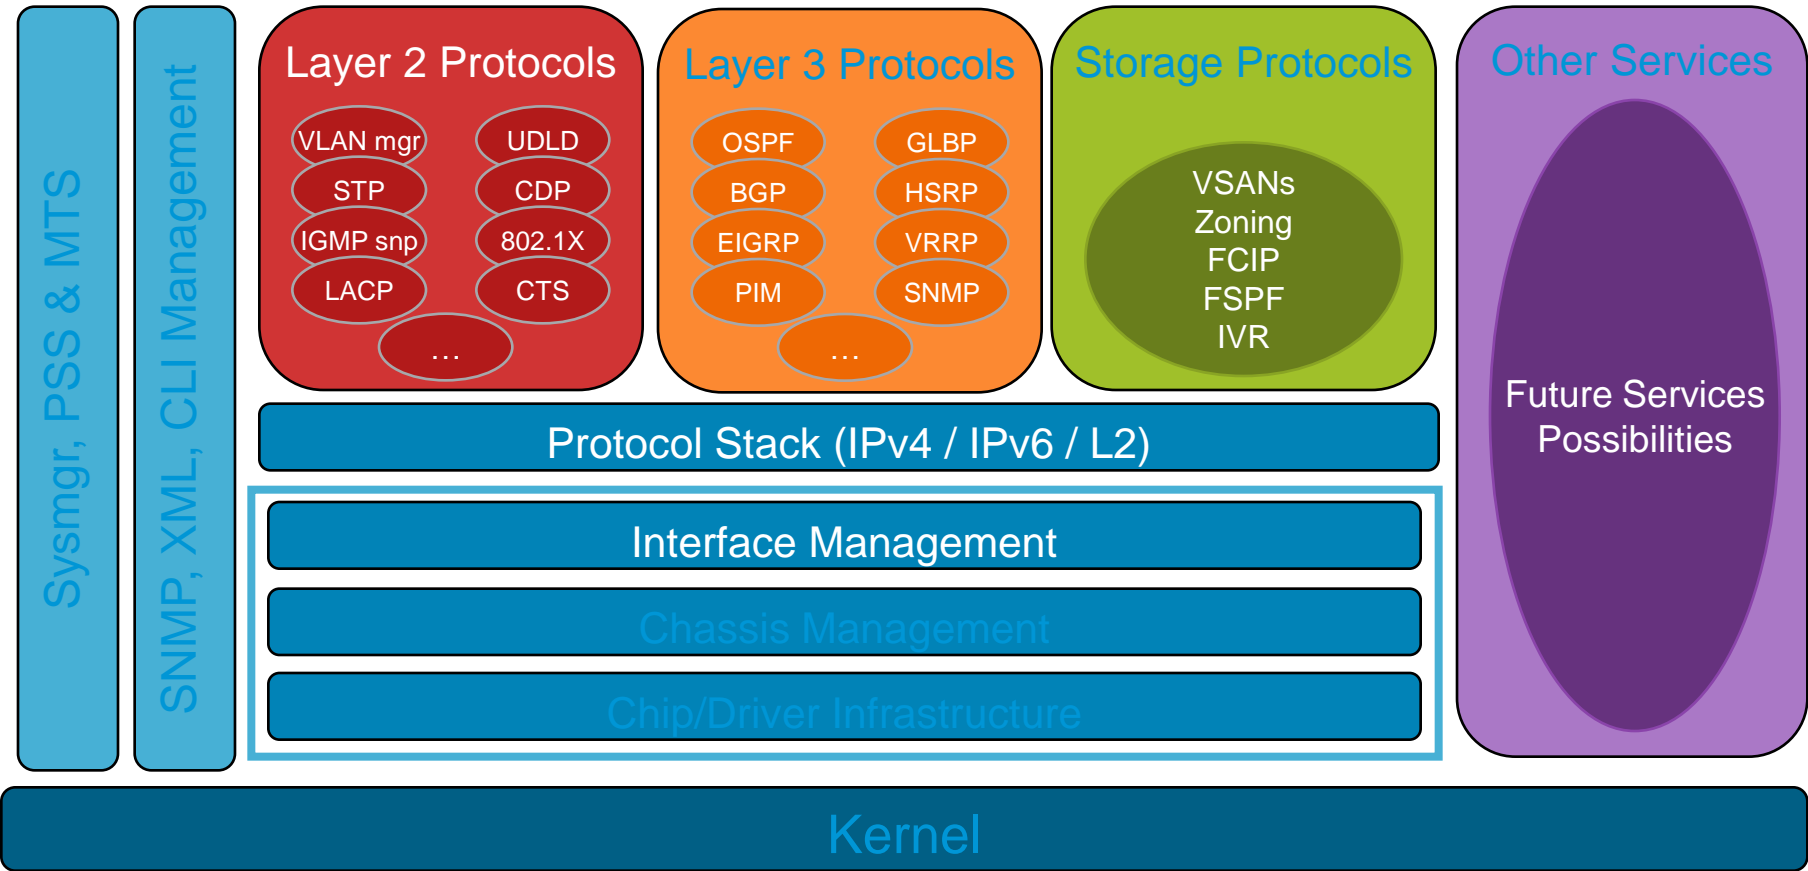 Sysmgr, PSS & MTS
SNMP, XML, CLI Management
Layer 2 Protocols
VLAN mgr
STP
IGMP snp
LACP
UDLD
CDP
802.1X
CTS
…
Layer 3 Protocols
OSPF
BGP
EIGRP
PIM
GLBP
HSRP
VRRP
SNMP
…
Storage Protocols
VSANs
Zoning
FCIP
FSPF
IVR
Other Services
Future Services
Possibilities
Protocol Stack (IPv4 / IPv6 / L2)
Interface Management
Chassis Management
Chip/Driver Infrastructure
Kernel